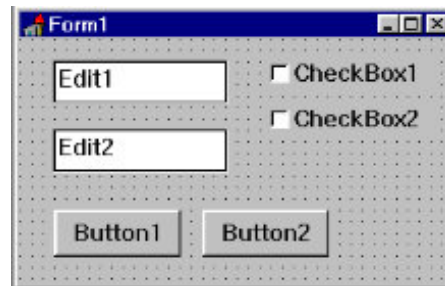 Form1
Edit1
CheckBox1
CheckBox2
Edit2
Button1 Button2